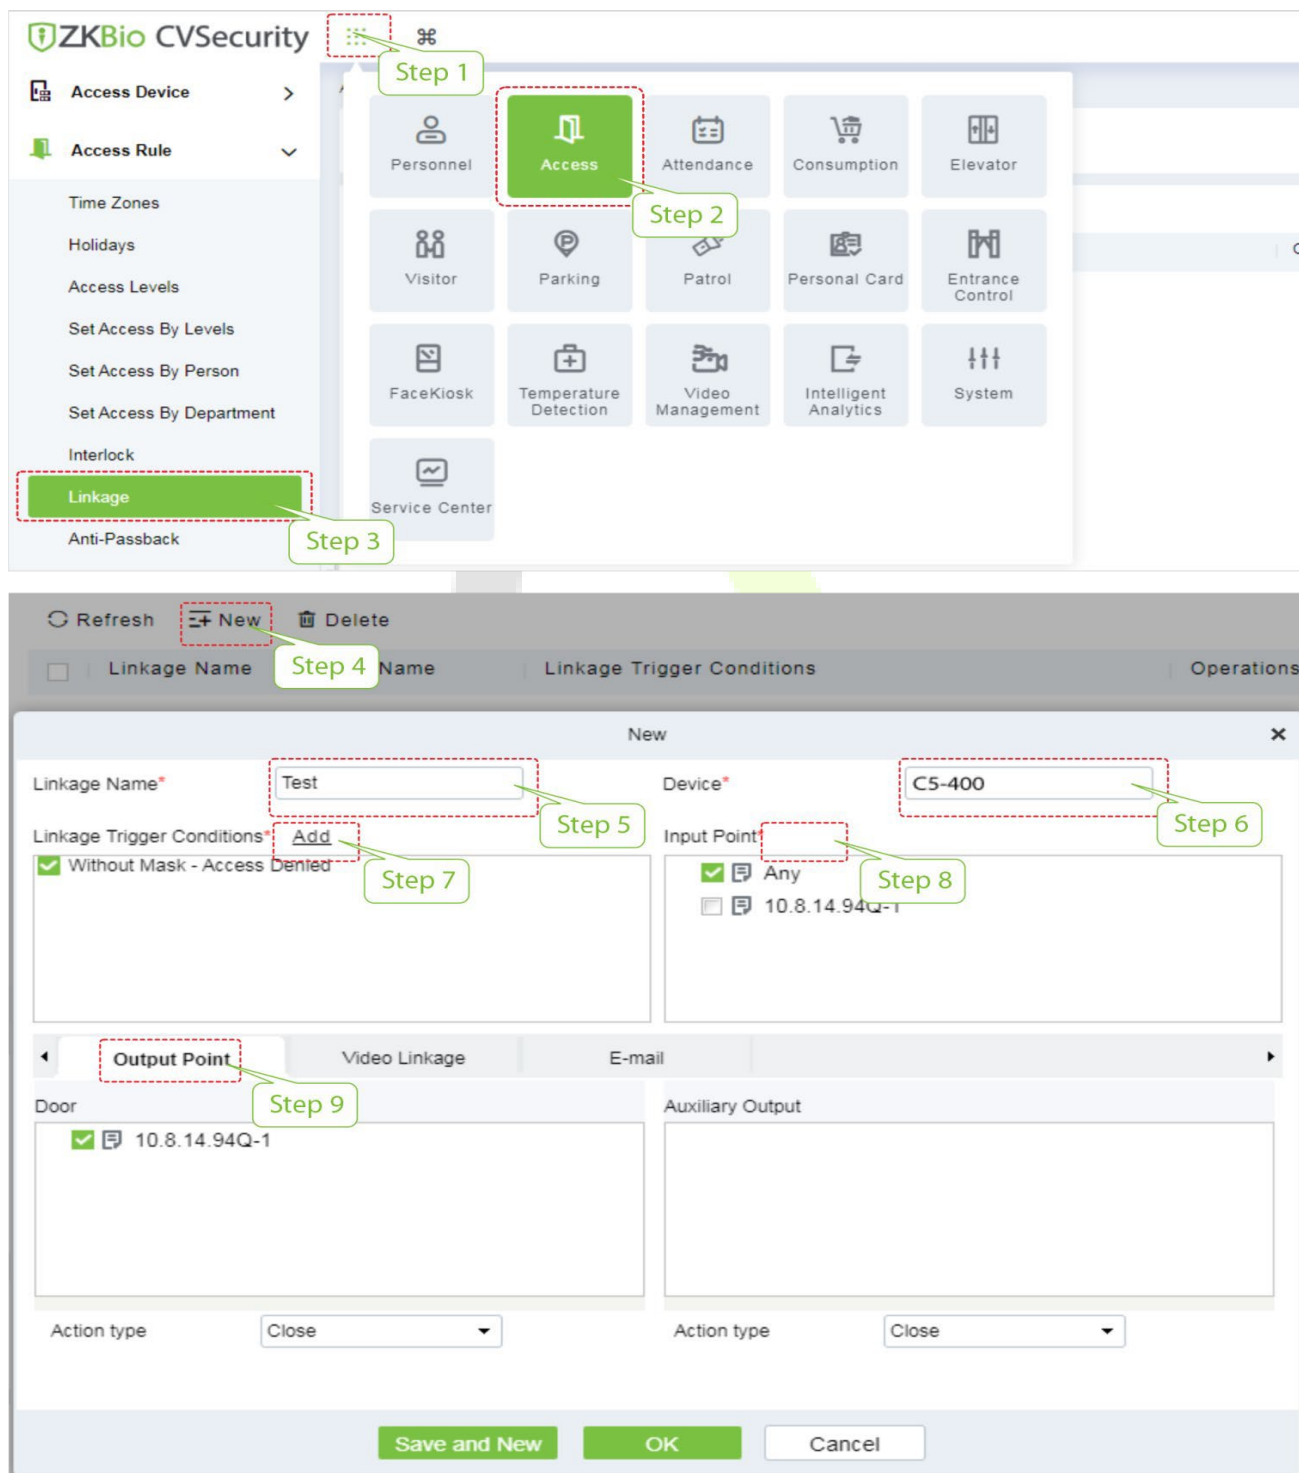 ZKBio CVSecurity
Step 1
Access Device
Access Rule
Time Zones
Holidays
Access Levels
Set Access By Levels
Set Access By Person
Set Access By Department
Interlock
Linkage
Anti-Passback
Step 3
Personnel
Access
Attendance
Consumption
Elevator
Step 2
Visitor
Parking
Patrol
Personal Card
Entrance
Control
FaceKiosk
Temperature
Detection
Video
Management
Intelligent
Analytics
System
Service Center
Refresh
New
Delete
Step 4
Linkage Name
Name
Linkage Trigger Conditions
Operations
New
Linkage Name*
Test
Step 5
Device*
C5-400
Step 6
Linkage Trigger Conditions*
Add
Step 7
Without Mask - Access Denied
Input Point*
Step 8
Any
10.8.14.94Q-1
Output Point
Video Linkage
E-mail
Step 9
Door
10.8.14.94Q-1
Auxiliary Output
Action type
Close
Action type
Close
Save and New
OK
Cancel